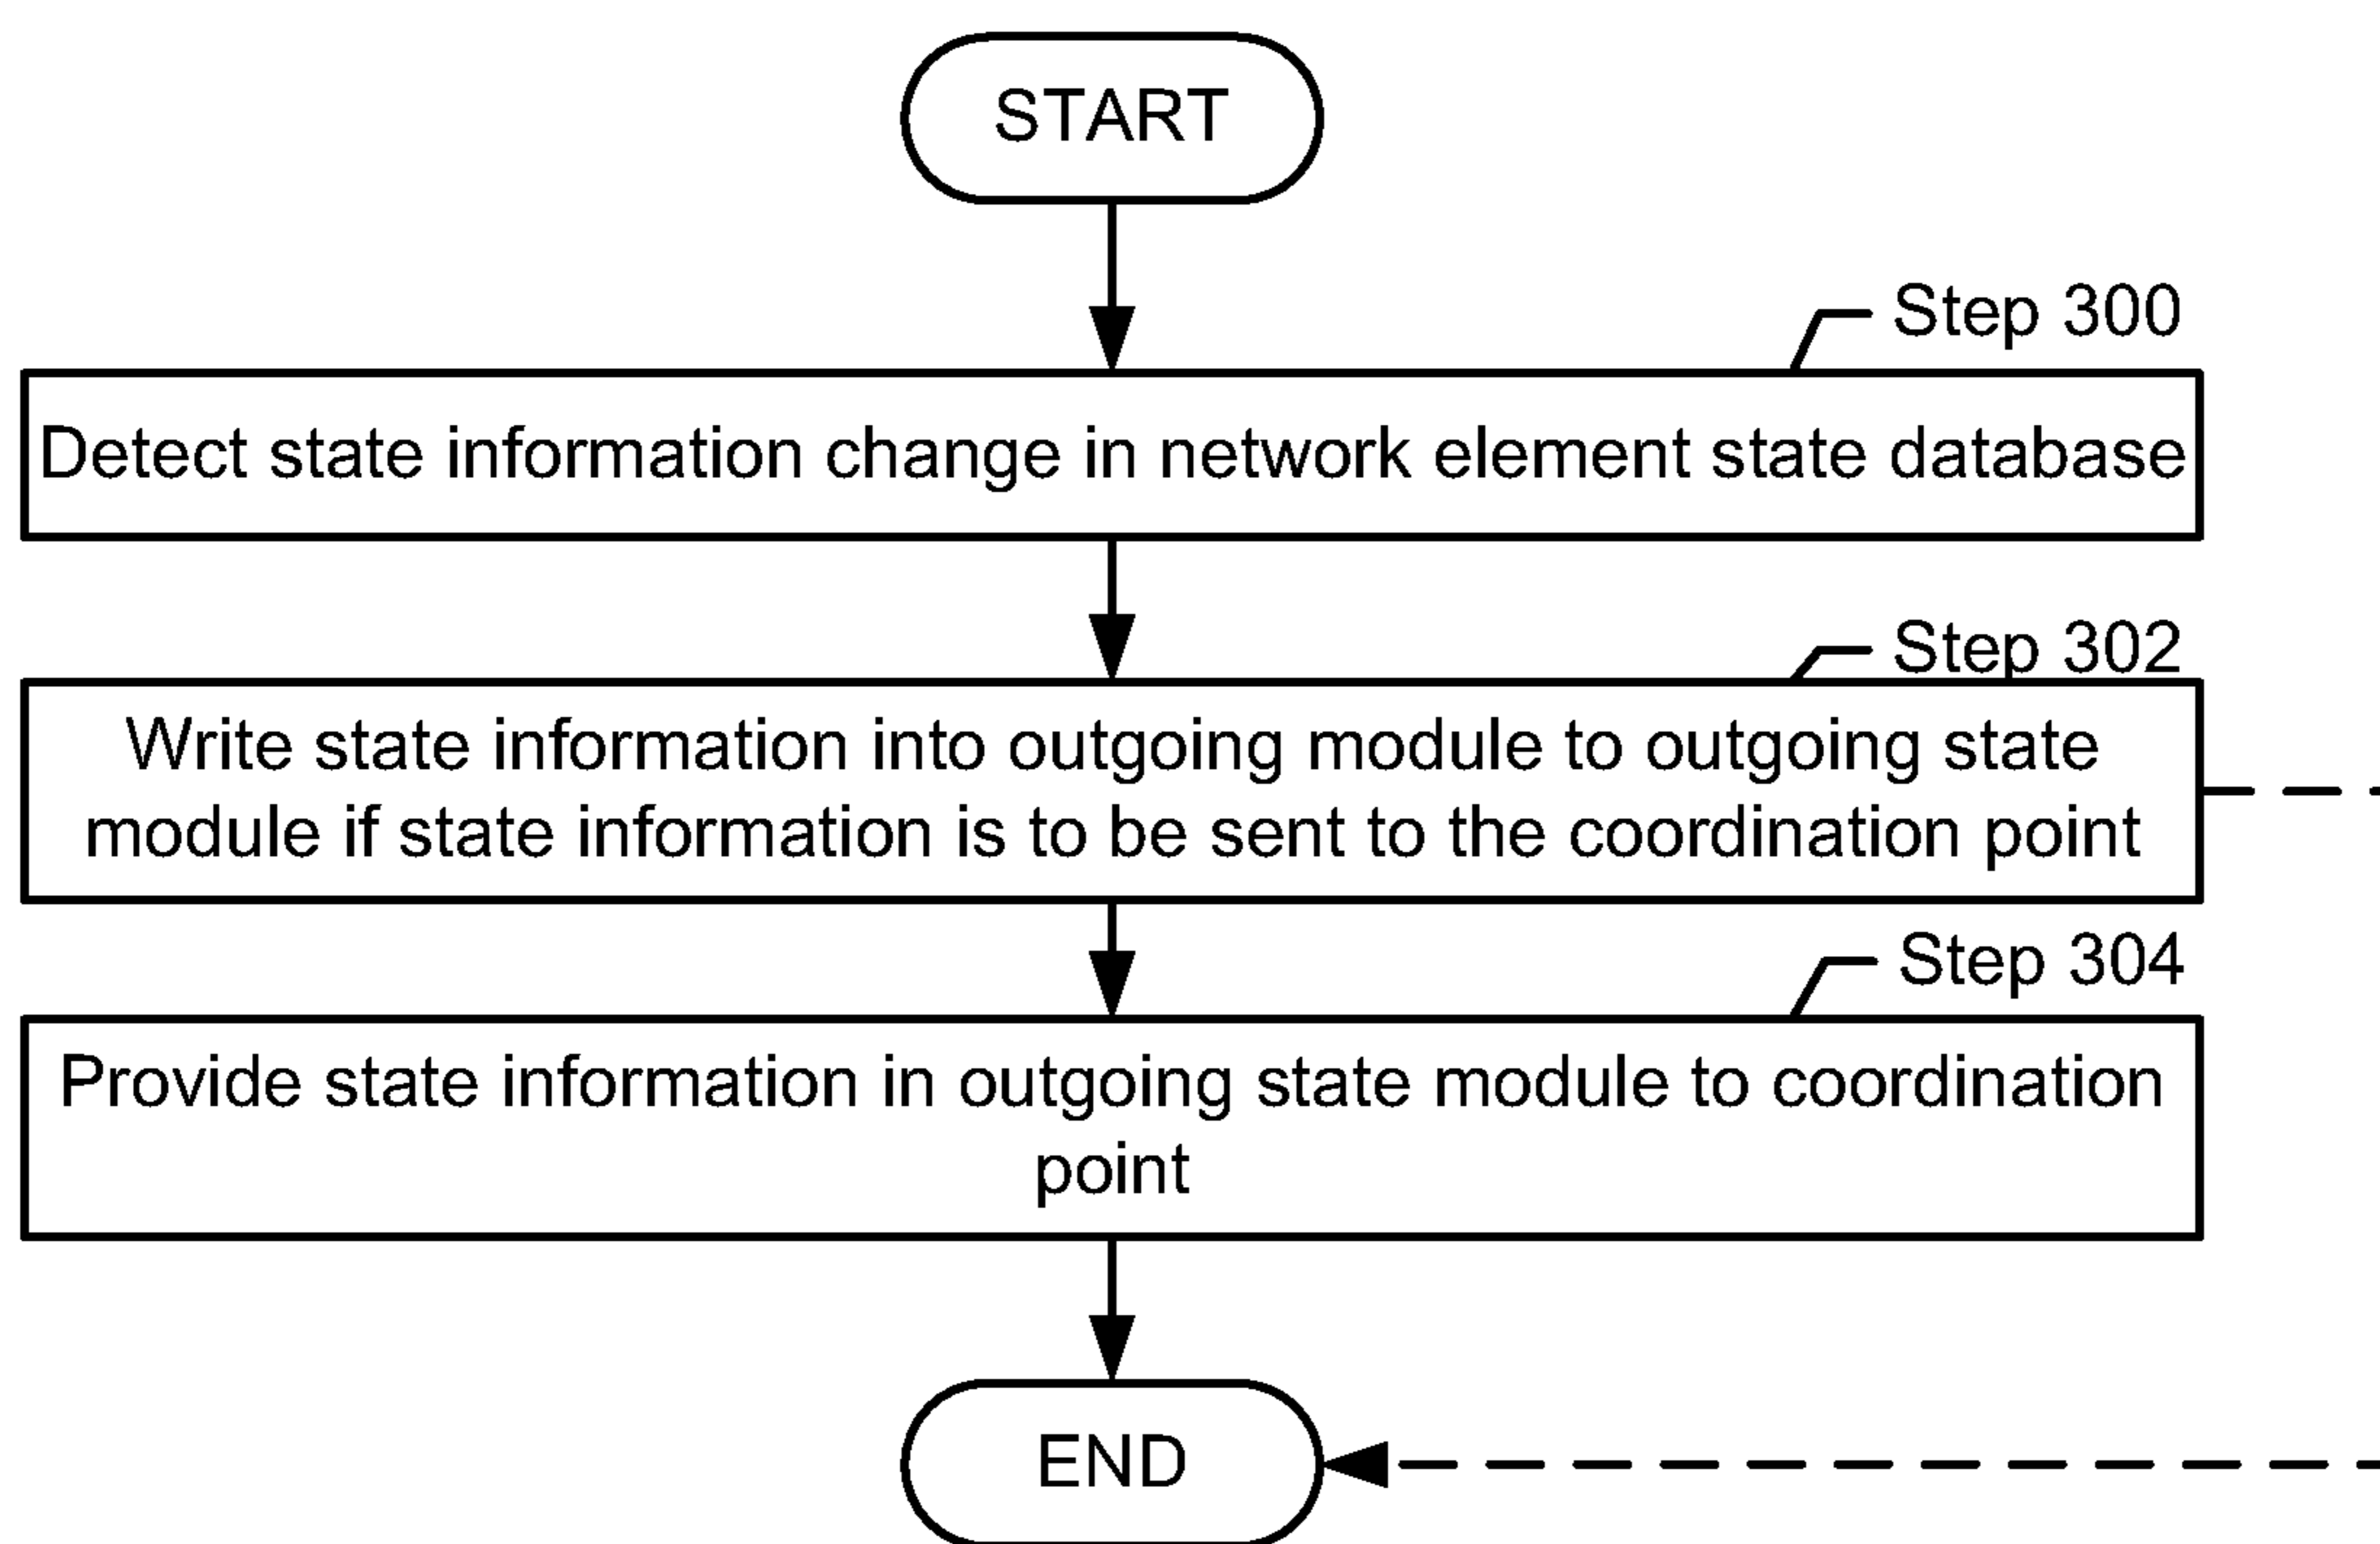 START
Step 300
Detect state information change in network element state database
Step 302
Write state information into outgoing module to outgoing state
module if state information is to be sent to the coordination point
Step 304
Provide state information in outgoing state module to coordination
point
END